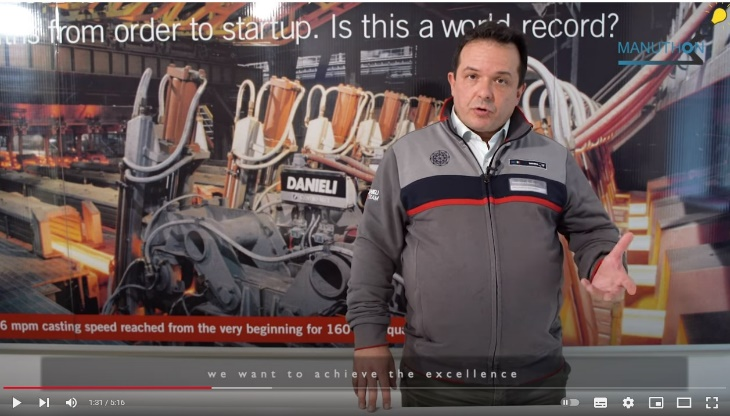 from order to startup. Is this a world record?
MANUTHON
DANIELI
TEAM
6 mpm casting speed reached from the very beginning for 160
we want to achieve the excellence
1:31 / 5:16